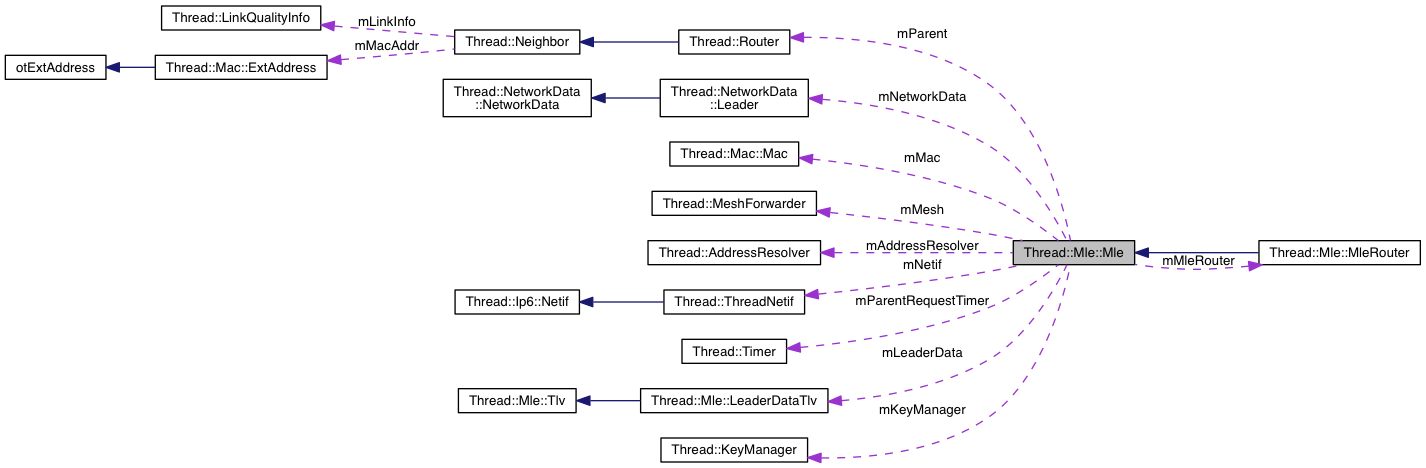 Thread::LinkQualityInfo
mLinkInfo
mParent
Thread::Neighbor
Thread::Router
mMacAddr
otExtAddress
Thread::Mac::ExtAddress
Thread::NetworkData
::NetworkData
Thread::NetworkData
::Leader
mNetworkData
Thread::Mac::Mac
mMac
Thread::MeshForwarder
mMesh
Thread::AddressResolver
mAddressResolver
Thread::Mle::Mle
Thread::Mle::MleRouter
mMleRouter
mNetif
Thread::Ip6::Netif
Thread::ThreadNetif
mParentRequestTimer
Thread::Timer
mLeaderData
Thread::Mle::Tlv
Thread::Mle::LeaderDataTlv
mKeyManager
Thread::KeyManager